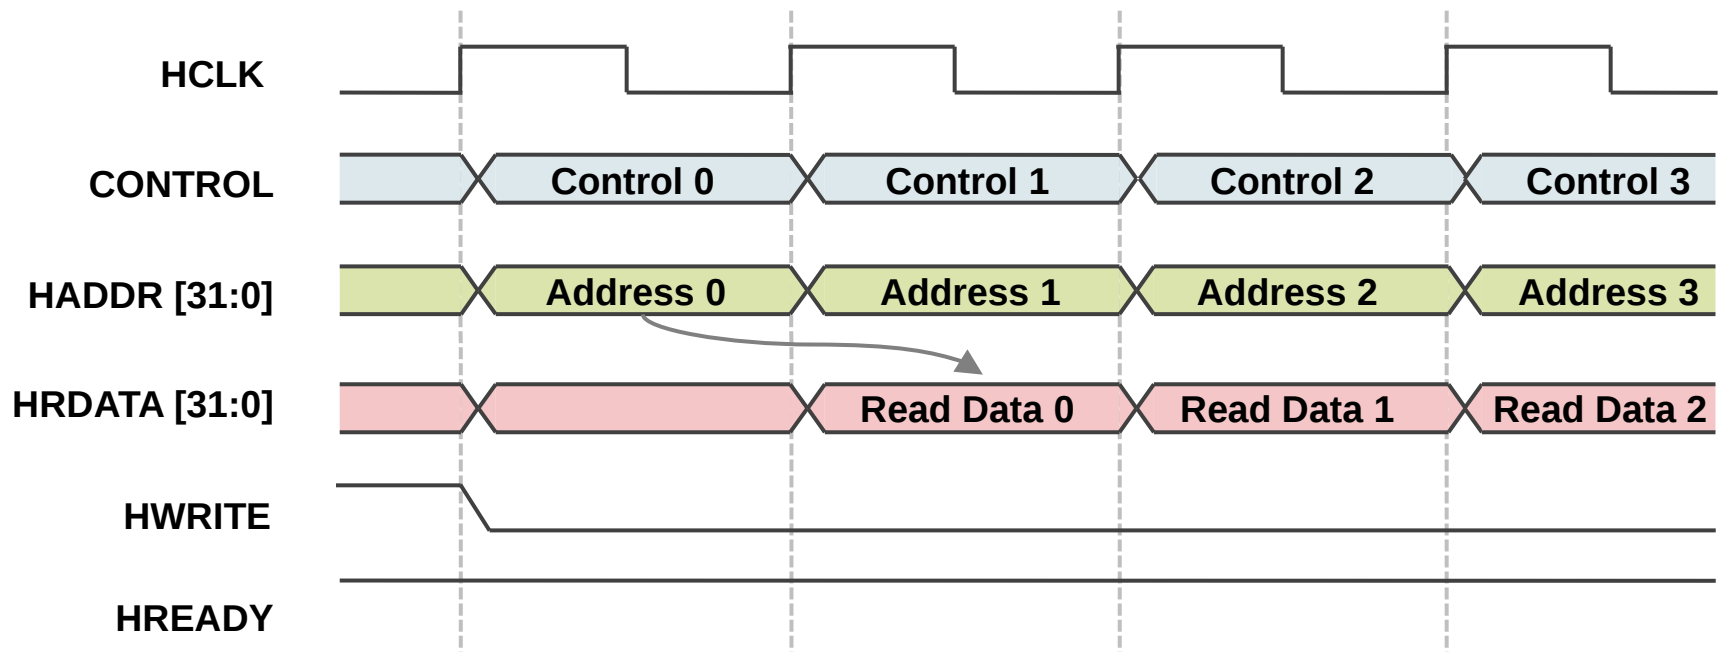 HCLK
CONTROL Control 0 Control 1 Control 2 Control 3
HADDR [31:0] Address 0 Address 1 Address 2 Address 3
HRDATA [31:0] Read Data 0 Read Data 1 Read Data 2
HWRITE
HREADY